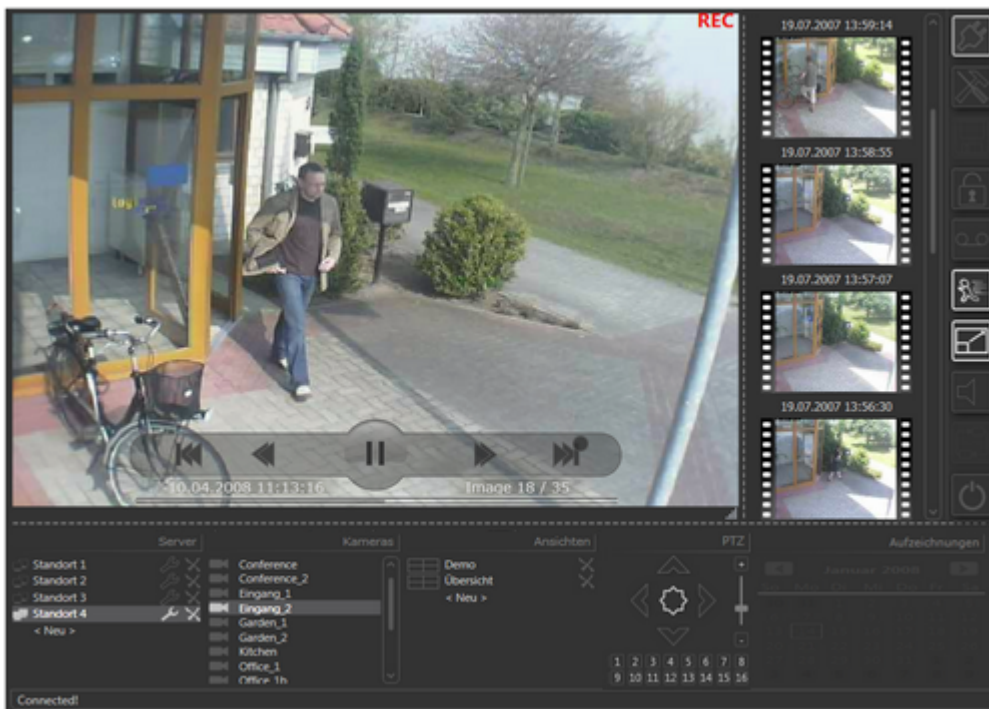 REC
19.07.2007 13:59:14
19.07.2007 13:58:55
19.07.2007 13:57:07
19.07.2007 13:56:30
10.04.2008 11:13:16
Image 18 / 35
Server
Standort 1
Standort 2
Standort 3
Standort 4
< Neu >
Kameras
Conference
Conference_2
Eingang_1
Eingang_2
Garden_1
Garden_2
Kitchen
Office_1
Office_1b
Ansichten
Demo
Übersicht
< Neu >
PTZ
+
-
1 2 3 4 5 6 7 8
9 10 11 12 13 14 15 16
Aufzeichnungen
Januar 2008
Connected!